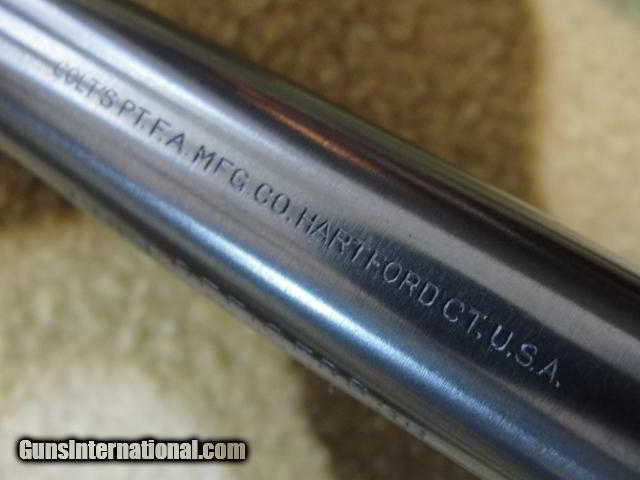 COLT'S PT.F.A.MFG.CO.HARTFORD CT.U.S.A.
GunsInternational.com